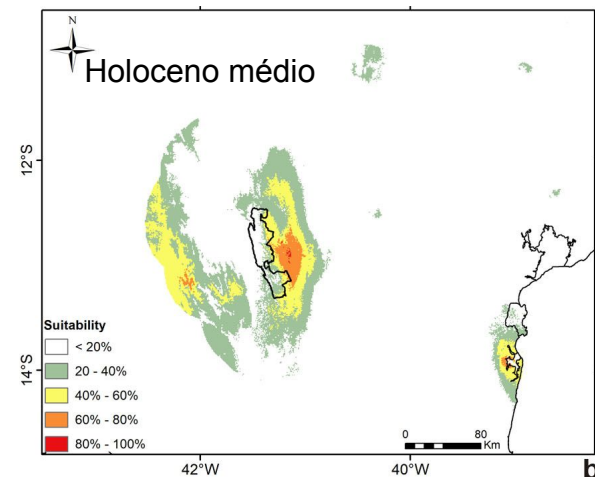 N
Holoceno médio
12°S
14°S
Suitability
< 20%
20 - 40%
40% - 60%
60% - 80%
80% - 100%
0 80
Km
42°W 40°W
b